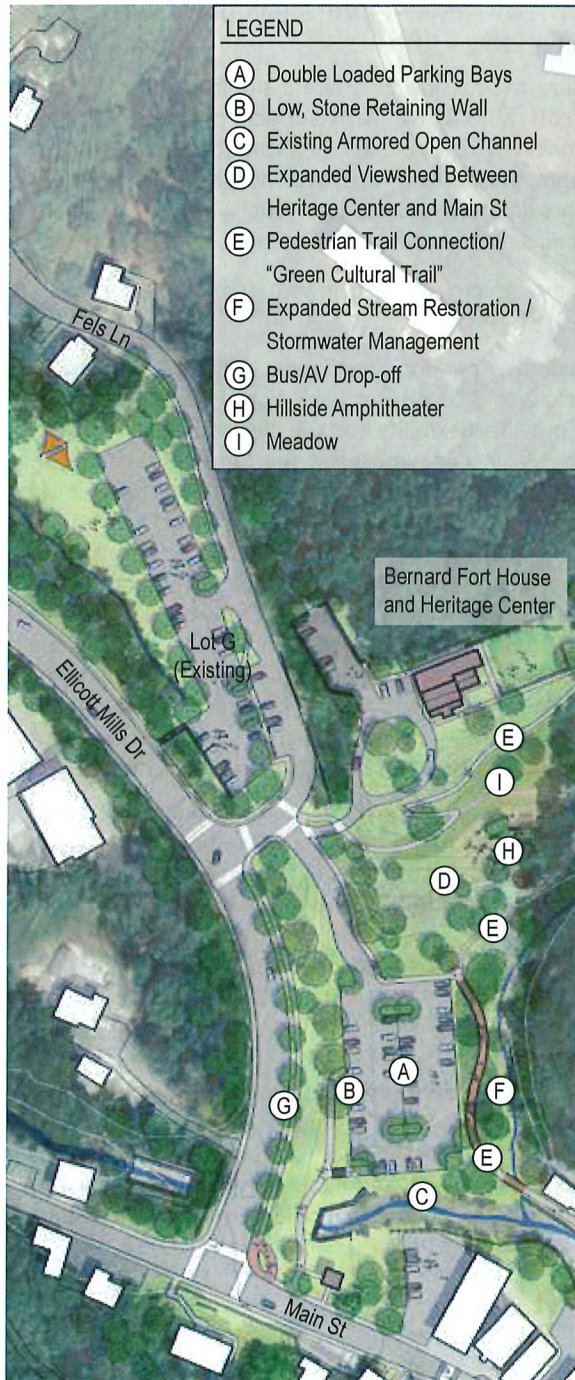 LEGEND
A Double Loaded Parking Bays
B Low, Stone Retaining Wall
C Existing Armored Open Channel
D Expanded Viewshed Between
Heritage Center and Main St
E Pedestrian Trail Connection/
"Green Cultural Trail"
F Expanded Stream Restoration /
Stormwater Management
G Bus/AV Drop-off
H Hillside Amphitheater
I Meadow
Fels Ln
Bernard Fort House
and Heritage Center
Lot G
(Existing)
Ellicott Mills Dr
E
I
H
D
E
A
B
F
G
E
C
Main St